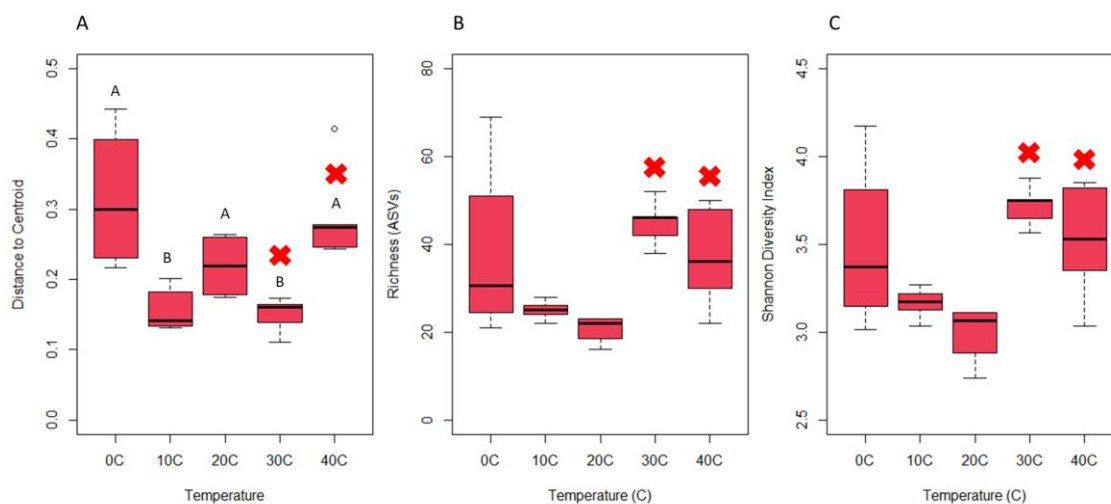 A
Distance to Centroid
0.5
0.4
0.3
0.2
0.1
0.0
A
B
A
B
A
0C 10C 20C 30C 40C
Temperature
B
Richness (ASVs)
80
60
40
20
0
0C 10C 20C 30C 40C
Temperature (C)
C
Shannon Diversity Index
4.5
4.0
3.5
3.0
2.5
0C 10C 20C 30C 40C
Temperature (C)